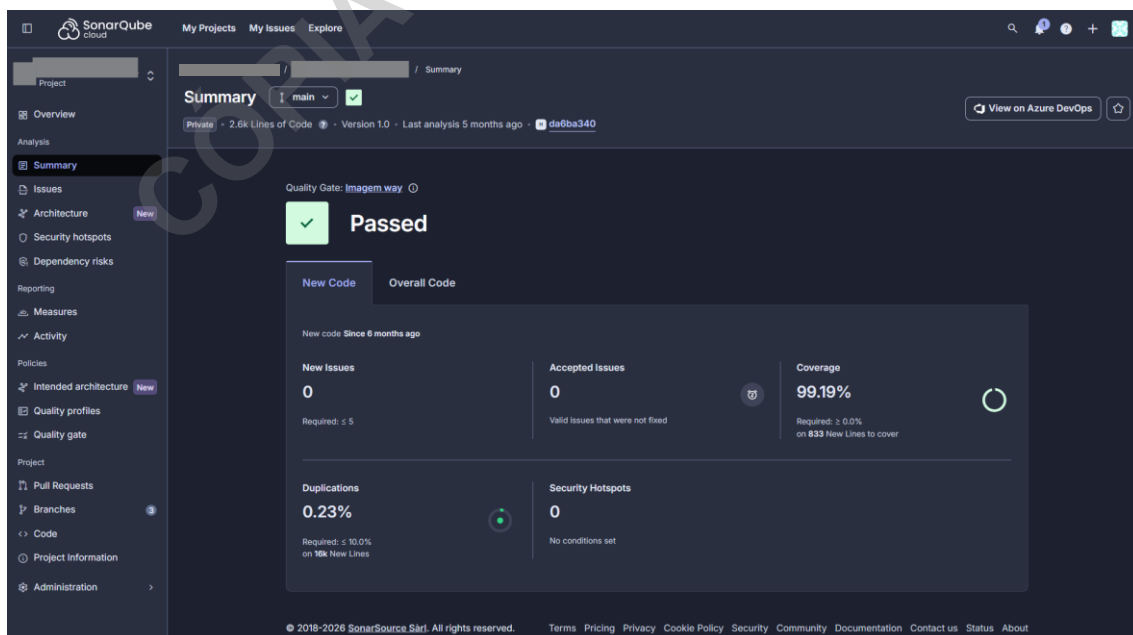 SonarQube
cloud
My Projects My Issues Explore
1
Project
/ / Summary
Summary main
View on Azure DevOps
Private • 2.6k Lines of Code • Version 1.0 • Last analysis 5 months ago • da6ba340
Overview
Analysis
Summary
Issues
Architecture New
Security hotspots
Dependency risks
Reporting
Measures
Activity
Policies
Intended architecture New
Quality profiles
Quality gate
Project
Pull Requests
Branches 3
Code
Project Information
Administration
CÓPIA
Quality Gate: Imagem way
Passed
New Code Overall Code
New code Since 6 months ago
New Issues
0
Required: ≤ 5
Accepted Issues
0
Valid issues that were not fixed
Coverage
99.19%
Required: ≥ 0.0%
on 833 New Lines to cover
Duplications
0.23%
Required: ≤ 10.0%
on 16k New Lines
Security Hotspots
0
No conditions set
© 2018-2026 SonarSource Sàrl. All rights reserved.
Terms Pricing Privacy Cookie Policy Security Community Documentation Contact us Status About